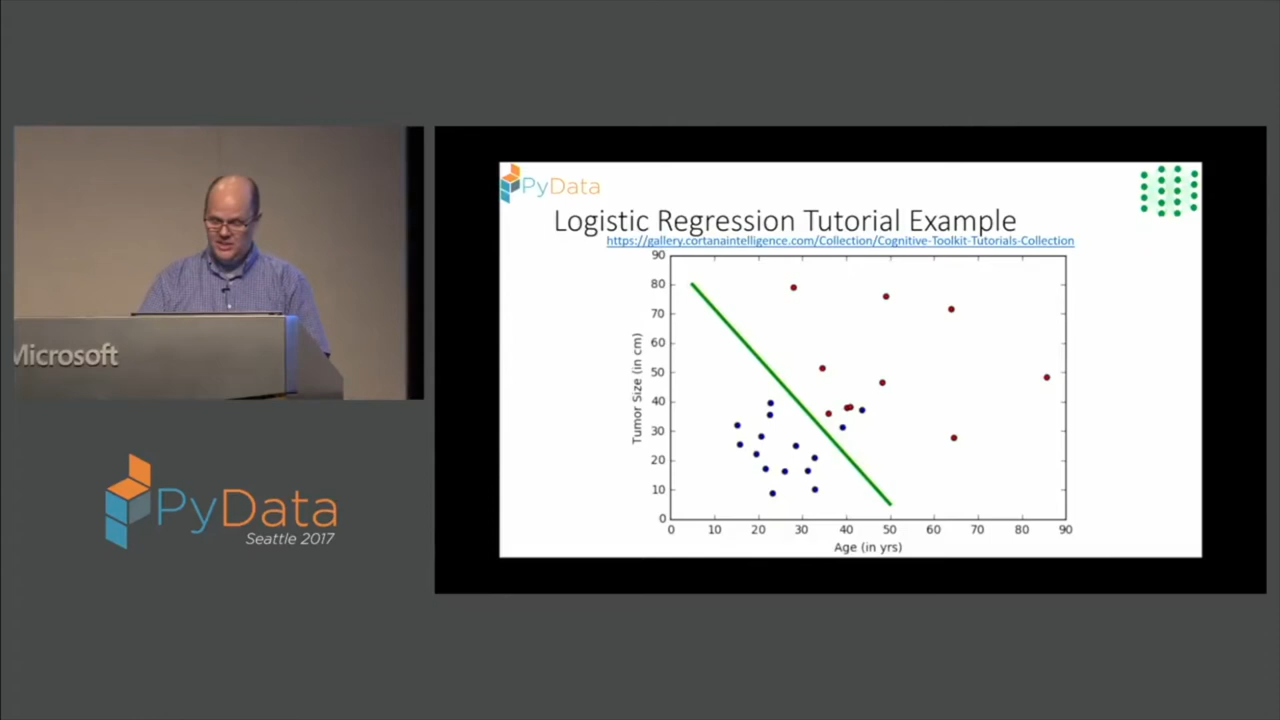 Microsoft
PyData
Seattle 2017
PyData
Logistic Regression Tutorial Example
https://gallery.cortanaintelligence.com/Collection/Cognitive-Toolkit-Tutorials-Collection
Tumor Size (in cm)
90
80
70
60
50
40
30
20
10
0
0 10 20 30 40 50 60 70 80 90
Age (in yrs)